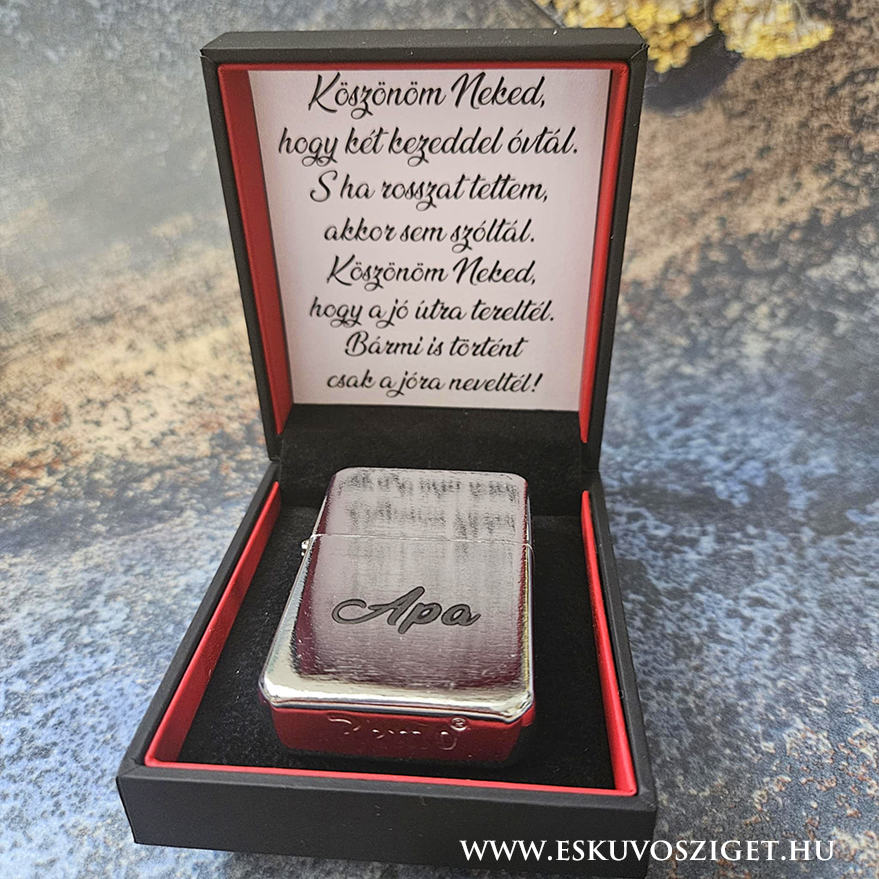 Köszönöm Neked,
hogy két kezeddel óvtál.
S ha rosszat tettem,
akkor sem szóltál.
Köszönöm Neked,
hogy a jó útra tereltél.
Bármi is történt
csak a jóra neveltél!
Apa
WWW.ESKUVOSZIGET.HU